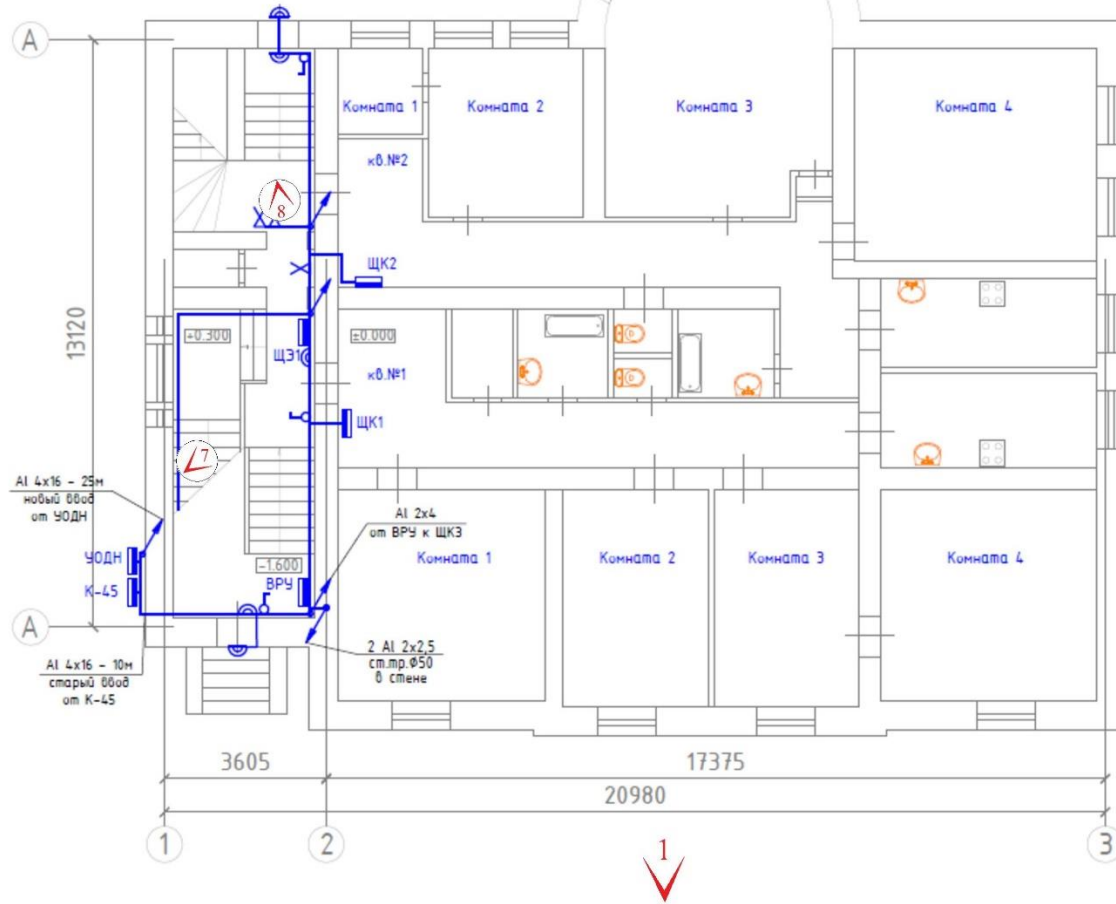 А
Комната 1
Комната 2
Комната 3
Комната 4
кв.№2
8
ЩК2
13120
+0.300
ЩЭ1
±0.000
кв.№1
ЩК1
7
Al 4х16 - 25м
новый ввод
от УОДН
Al 2х4
от ВРУ к ЩК3
УОДН
К-45
-1.600
ВРУ
Комната 1
Комната 2
Комната 3
Комната 4
А
Al 4х16 - 10м
старый ввод
от К-45
2 Al 2х2,5
ст.тр.Ф50
в стене
3605
17375
20980
1
2
3
1